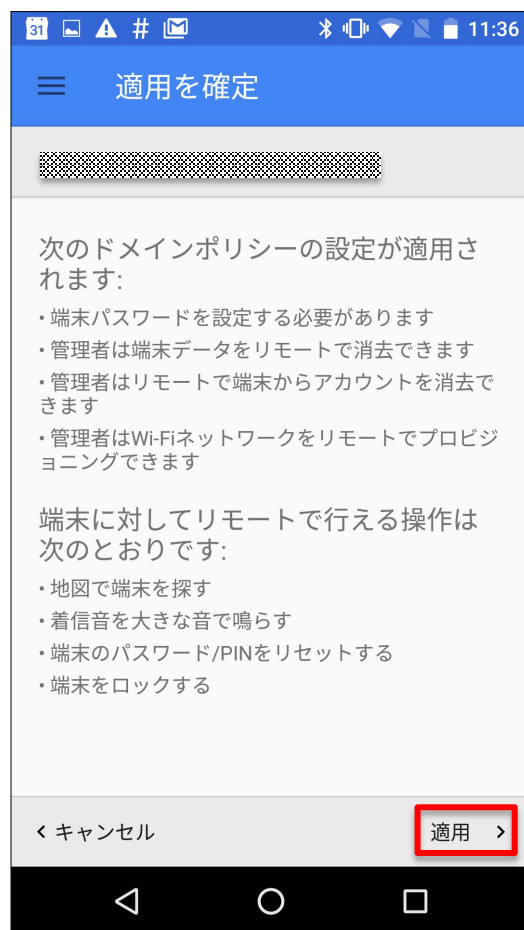 31 # 11:36
適用を確定
次のドメインポリシーの設定が適用さ
れます:
・端末パスワードを設定する必要があります
・管理者は端末データをリモートで消去できます
・管理者はリモートで端末からアカウントを消去で
きます
・管理者はWi-Fiネットワークをリモートでプロビジ
ョニングできます
端末に対してリモートで行える操作は
次のとおりです:
・地図で端末を探す
・着信音を大きな音で鳴らす
・端末のパスワード/PINをリセットする
・端末をロックする
キャンセル 適用